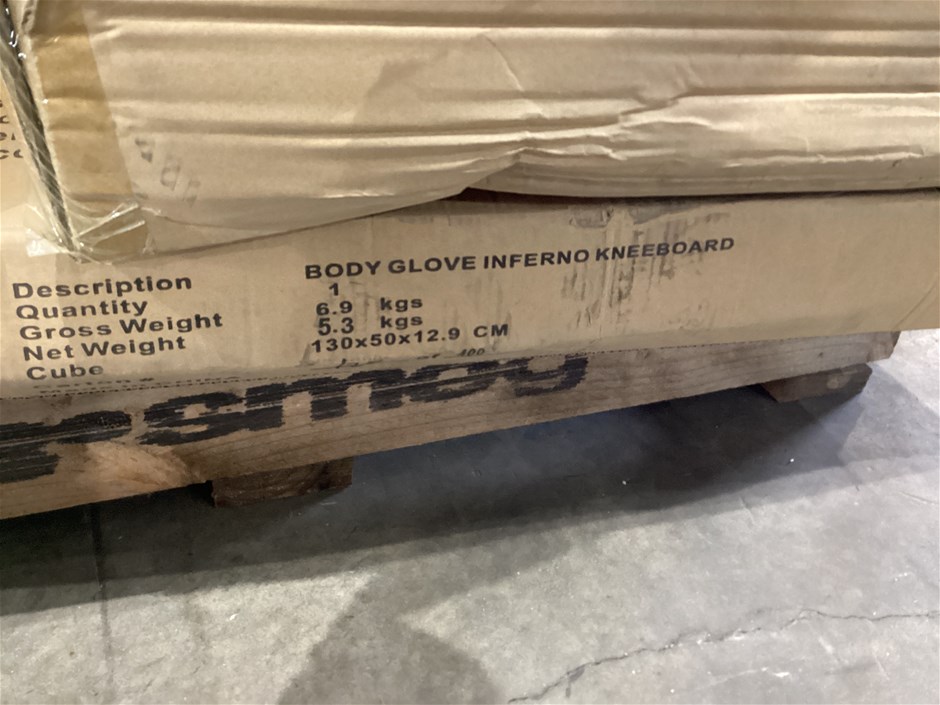 Description BODY GLOVE INFERNO KNEEBOARD
Quantity 1
Gross Weight 6.9 kgs
Net Weight 5.3 kgs
Cube 130x50x12.9 CM
400